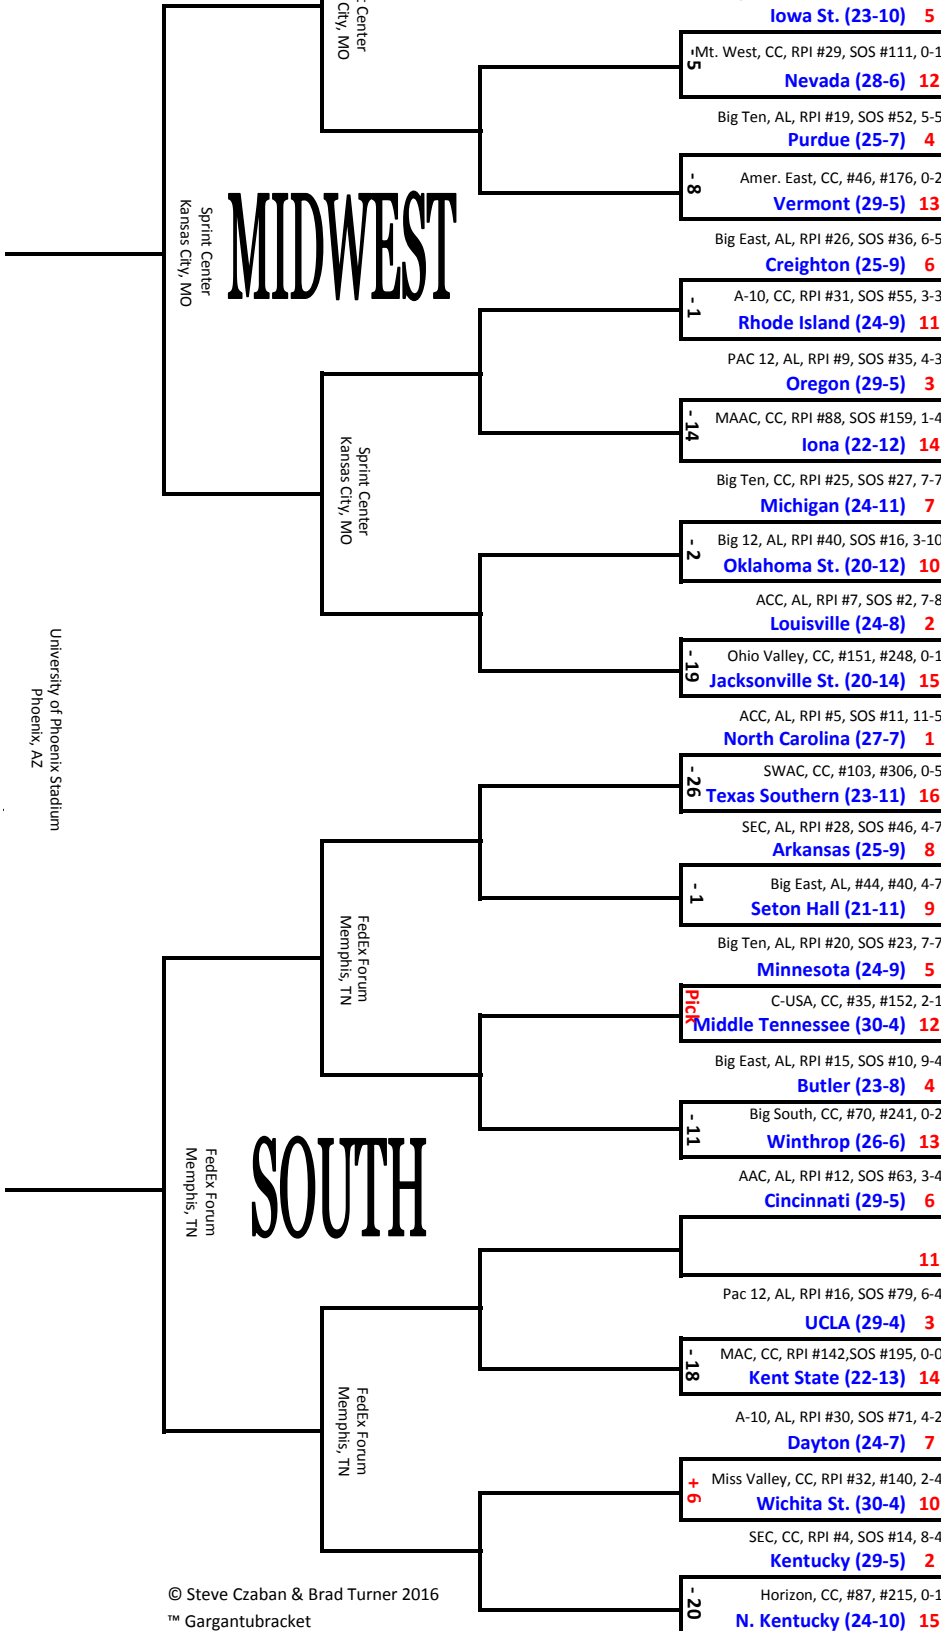 t Center
City, MO
Iowa St. (23-10) 5
-5
Mt. West, CC, RPI #29, SOS #111, 0-1
Nevada (28-6) 12
Big Ten, AL, RPI #19, SOS #52, 5-5
Purdue (25-7) 4
- 8
Amer. East, CC, #46, #176, 0-2
Vermont (29-5) 13
Sprint Center
Kansas City, MO
MIDWEST
Big East, AL, RPI #26, SOS #36, 6-5
Creighton (25-9) 6
- 1
A-10, CC, RPI #31, SOS #55, 3-3
Rhode Island (24-9) 11
PAC 12, AL, RPI #9, SOS #35, 4-3
Oregon (29-5) 3
- 14
MAAC, CC, RPI #88, SOS #159, 1-4
Iona (22-12) 14
Sprint Center
Kansas City, MO
Big Ten, CC, RPI #25, SOS #27, 7-7
Michigan (24-11) 7
- 2
Big 12, AL, RPI #40, SOS #16, 3-10
Oklahoma St. (20-12) 10
ACC, AL, RPI #7, SOS #2, 7-8
Louisville (24-8) 2
- 19
Ohio Valley, CC, #151, #248, 0-1
Jacksonville St. (20-14) 15
University of Phoenix Stadium
Phoenix, AZ
ACC, AL, RPI #5, SOS #11, 11-5
North Carolina (27-7) 1
- 26
SWAC, CC, #103, #306, 0-5
Texas Southern (23-11) 16
SEC, AL, RPI #28, SOS #46, 4-7
Arkansas (25-9) 8
- 1
Big East, AL, #44, #40, 4-7
Seton Hall (21-11) 9
FedEx Forum
Memphis, TN
Big Ten, AL, RPI #20, SOS #23, 7-7
Minnesota (24-9) 5
Pick
C-USA, CC, #35, #152, 2-1
Middle Tennessee (30-4) 12
Big East, AL, RPI #15, SOS #10, 9-4
Butler (23-8) 4
- 11
Big South, CC, #70, #241, 0-2
Winthrop (26-6) 13
FedEx Forum
Memphis, TN
SOUTH
AAC, AL, RPI #12, SOS #63, 3-4
Cincinnati (29-5) 6
11
Pac 12, AL, RPI #16, SOS #79, 6-4
UCLA (29-4) 3
- 18
MAC, CC, RPI #142,SOS #195, 0-0
Kent State (22-13) 14
FedEx Forum
Memphis, TN
A-10, AL, RPI #30, SOS #71, 4-2
Dayton (24-7) 7
+ 6
Miss Valley, CC, RPI #32, #140, 2-4
Wichita St. (30-4) 10
SEC, CC, RPI #4, SOS #14, 8-4
Kentucky (29-5) 2
- 20
Horizon, CC, #87, #215, 0-1
N. Kentucky (24-10) 15
© Steve Czaban & Brad Turner 2016
™ Gargantubracket